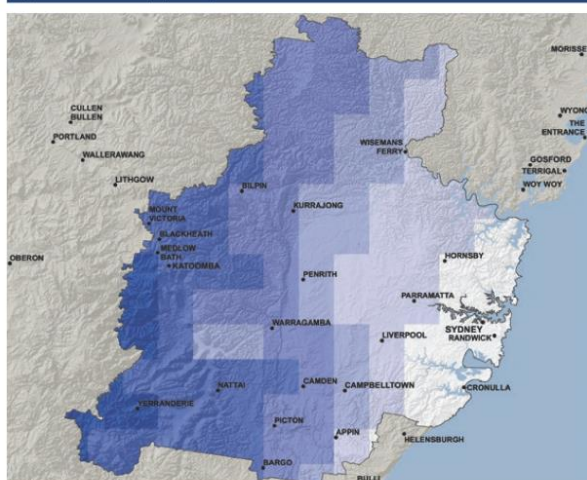 MORISSE
CULLEN
BULLEN
WYONG
PORTLAND
THE
ENTRANCE
WISEMANS
FERRY
WALLERAWANG
GOSFORD
TERRIGAL
LITHGOW
BILPIN
WOY WOY
MOUNT
VICTORIA
KURRAJONG
BLACKHEATH
MEDLOW
BATH
OBERON
HORNSBY
KATOOMBA
PENRITH
PARRAMATTA
WARRAGAMBA
SYDNEY
RANDWICK
LIVERPOOL
NATTAI
CAMDEN
CAMPBELLTOWN
CRONULLA
YERRANDERIE
PICTON
APPIN
HELENSBURGH
BARGO
BULLI